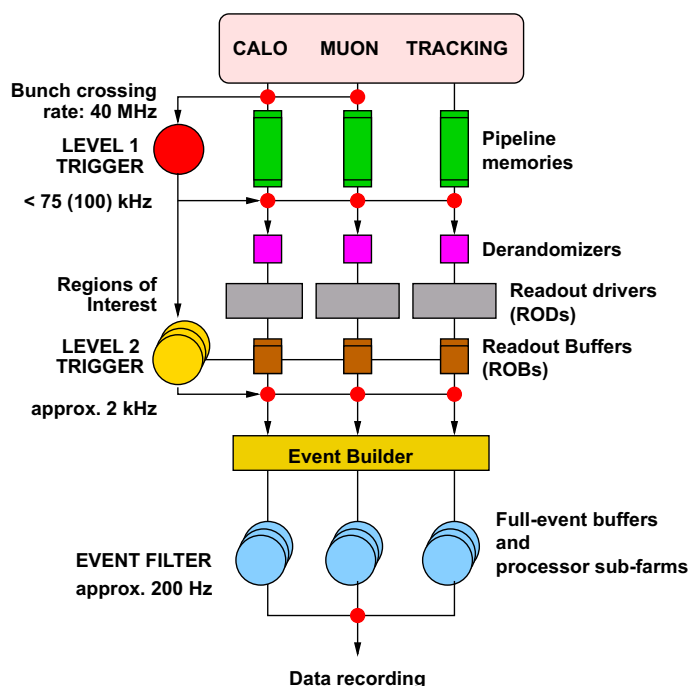 CALO MUON TRACKING
Bunch crossing
rate: 40 MHz
LEVEL 1
TRIGGER
Pipeline
memories
< 75 (100) kHz
Derandomizers
Regions of
Interest
Readout drivers
(RODs)
LEVEL 2
TRIGGER
Readout Buffers
(ROBs)
approx. 2 kHz
Event Builder
EVENT FILTER
approx. 200 Hz
Full-event buffers
and
processor sub-farms
Data recording